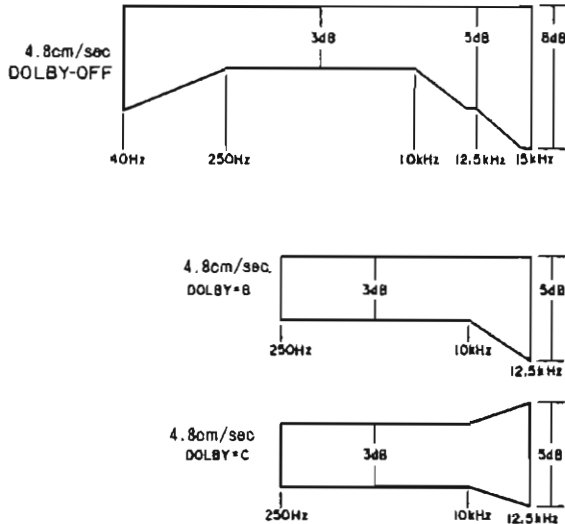 3dB 5dB 8dB
4.8cm/sec
DOLBY-OFF
40Hz 250Hz 10kHz 12.5kHz 15kHz
4.8cm/sec.
DOLBY=B
3dB 5dB
250Hz 10kHz
12.5kHz
4.8cm/sec
DOLBY=C
3dB 5dB
250Hz 10kHz
12.5kHz